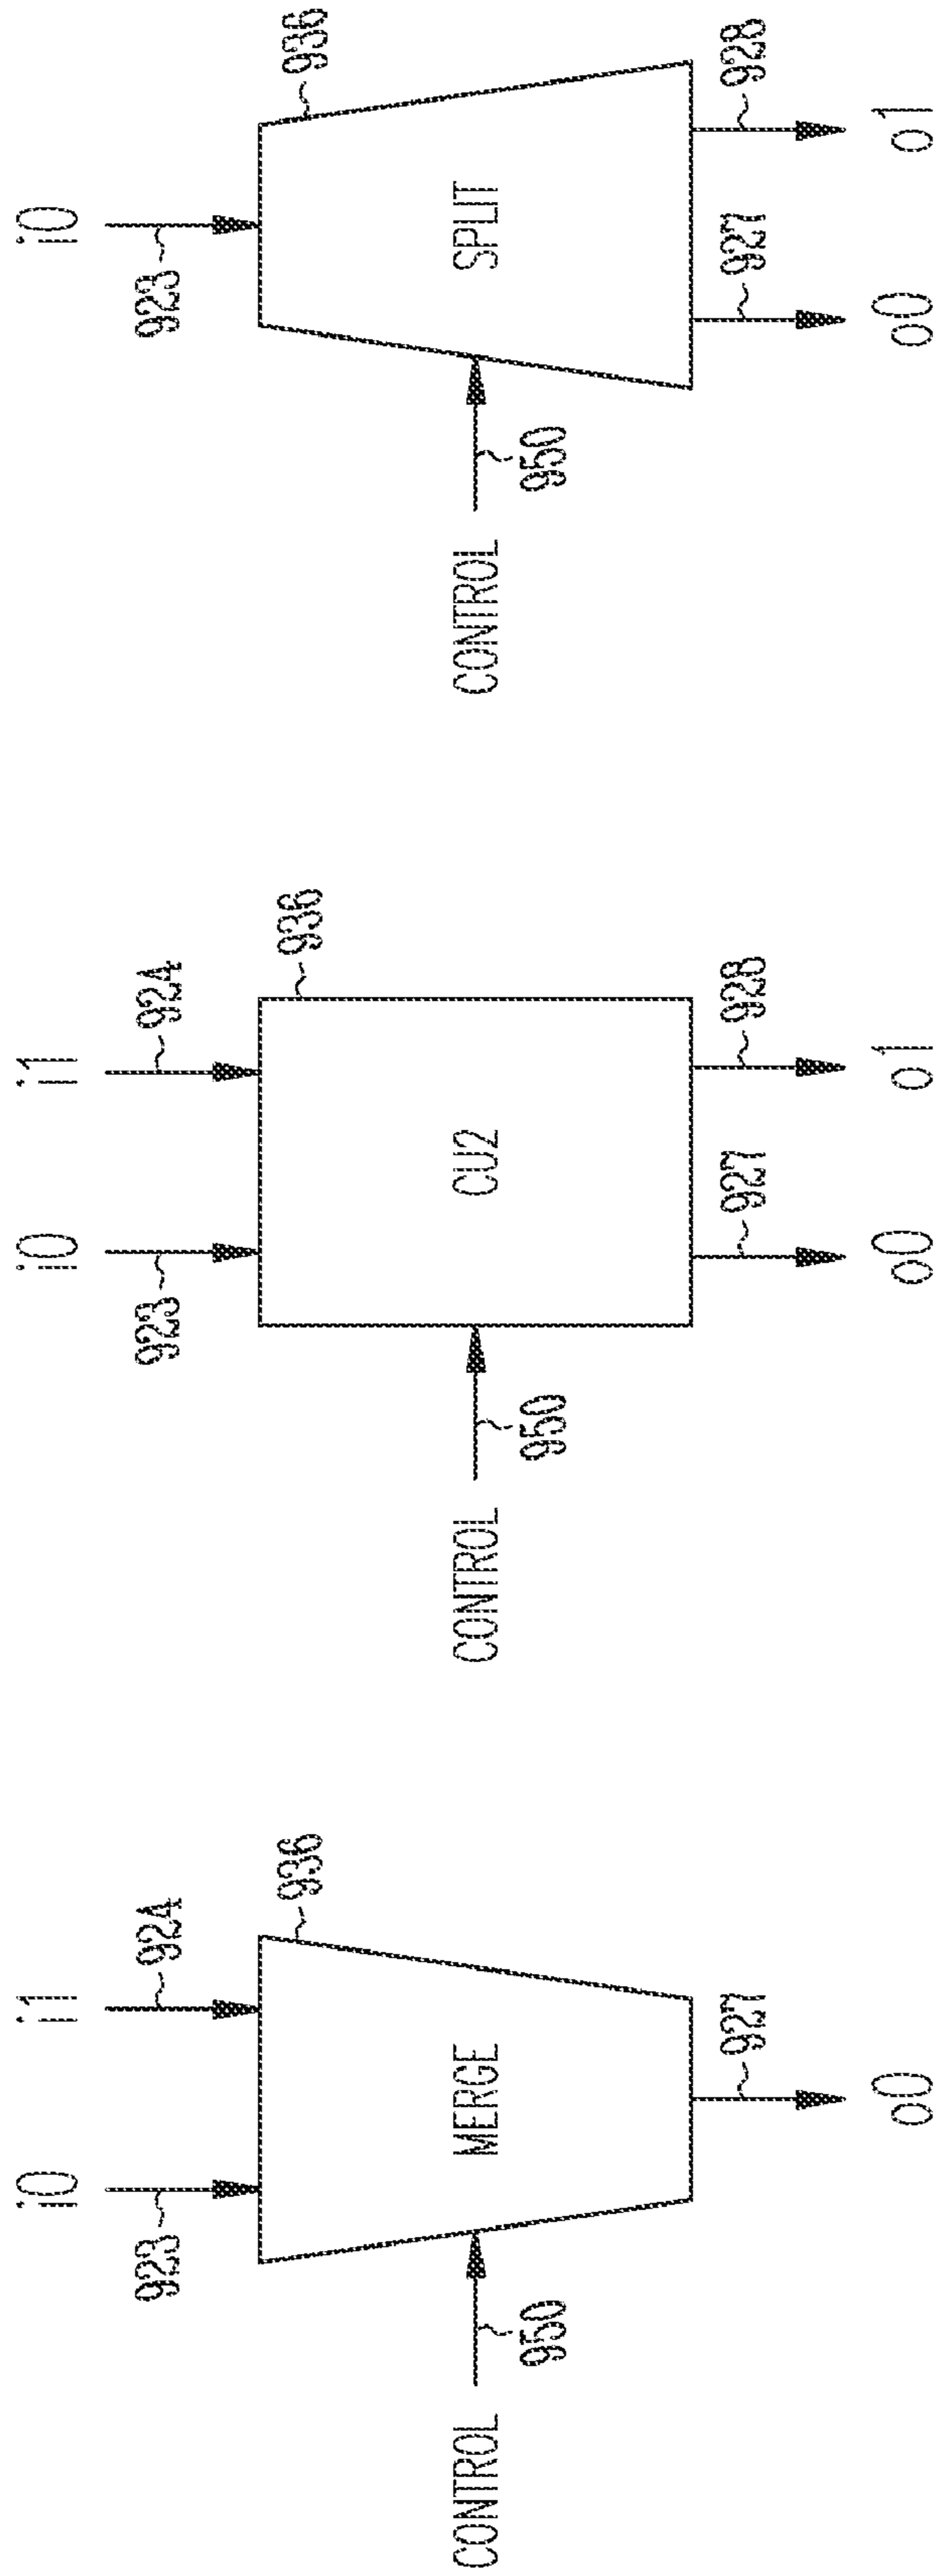 i0 i1
923 924
936
CONTROL MERGE
950
927
o0
i0 i1
923 924
936
CONTROL CU2
950
927 928
o0 o1
i0
923
936
CONTROL SPLIT
950
927 928
o0 o1